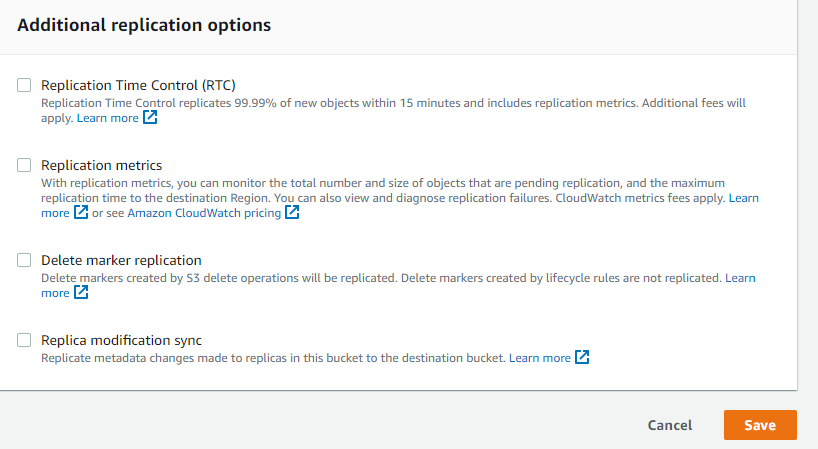 Additional replication options
Replication Time Control (RTC)
Replication Time Control replicates 99.99% of new objects within 15 minutes and includes replication metrics. Additional fees will
apply. Learn more
Replication metrics
With replication metrics, you can monitor the total number and size of objects that are pending replication, and the maximum
replication time to the destination Region. You can also view and diagnose replication failures. CloudWatch metrics fees apply. Learn
more or see Amazon CloudWatch pricing
Delete marker replication
Delete markers created by S3 delete operations will be replicated. Delete markers created by lifecycle rules are not replicated. Learn
more
Replica modification sync
Replicate metadata changes made to replicas in this bucket to the destination bucket. Learn more
Cancel Save